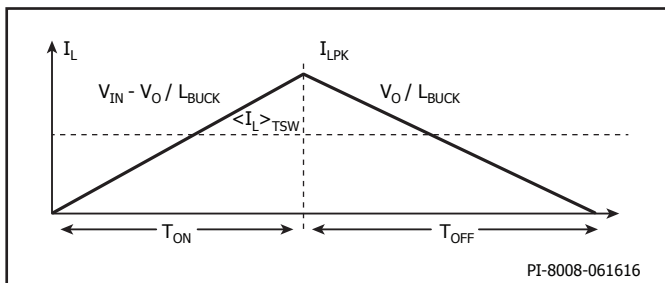 I_L
I_LPK
V_IN - V_O / L_BUCK
V_O / L_BUCK
<I_L>_TSW
T_ON
T_OFF
PI-8008-061616